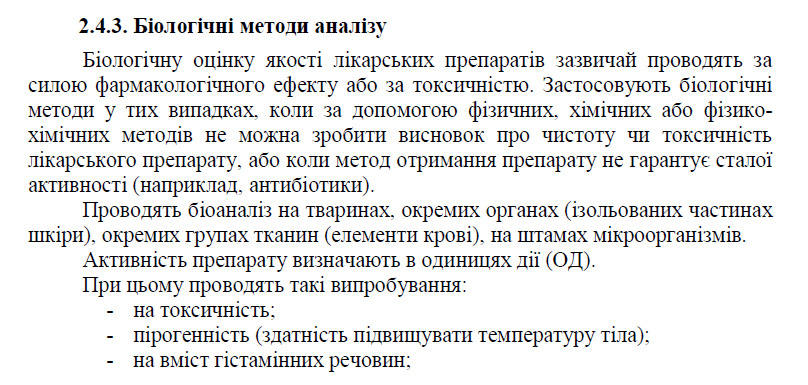 2.4.3. Біологічні методи аналізу
Біологічну оцінку якості лікарських препаратів зазвичай проводять за
силою фармакологічного ефекту або за токсичністю. Застосовують біологічні
методи у тих випадках, коли за допомогою фізичних, хімічних або фізико-
хімічних методів не можна зробити висновок про чистоту чи токсичність
лікарського препарату, або коли метод отримання препарату не гарантує сталої
активності (наприклад, антибіотики).
Проводять біоаналіз на тваринах, окремих органах (ізольованих частинах
шкіри), окремих групах тканин (елементи крові), на штамах мікроорганізмів.
Активність препарату визначають в одиницях дії (ОД).
При цьому проводять такі випробування:
- на токсичність;
- пірогенність (здатність підвищувати температуру тіла);
- на вміст гістамінних речовин;